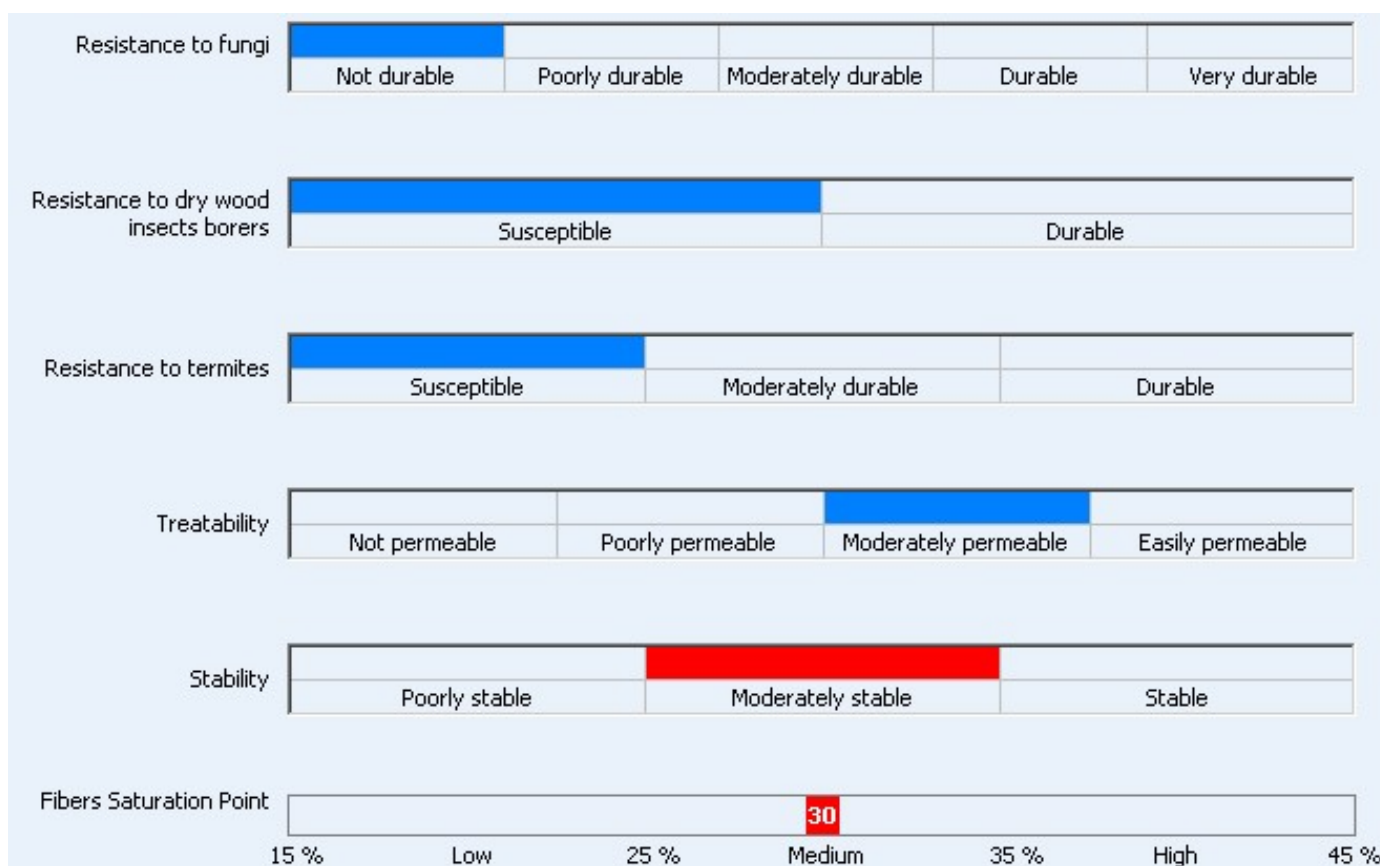 Resistance to fungi
Not durable Poorly durable Moderately durable Durable Very durable
Resistance to dry wood
insects borers
Susceptible Durable
Resistance to termites
Susceptible Moderately durable Durable
Treatability
Not permeable Poorly permeable Moderately permeable Easily permeable
Stability
Poorly stable Moderately stable Stable
Fibers Saturation Point
30
15 % Low 25 % Medium 35 % High 45 %